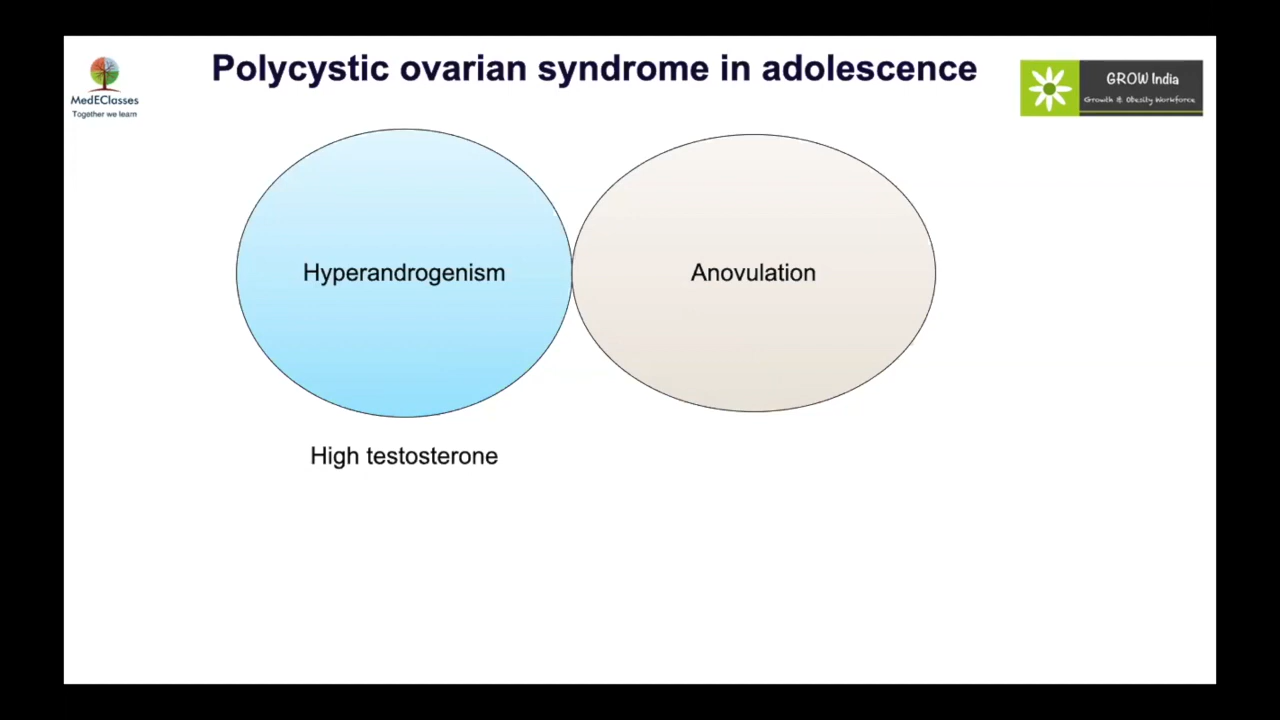 Polycystic ovarian syndrome in adolescence
MedEClasses
Together we learn
GROW India
Growth & Obesity Workforce
Hyperandrogenism
Anovulation
High testosterone